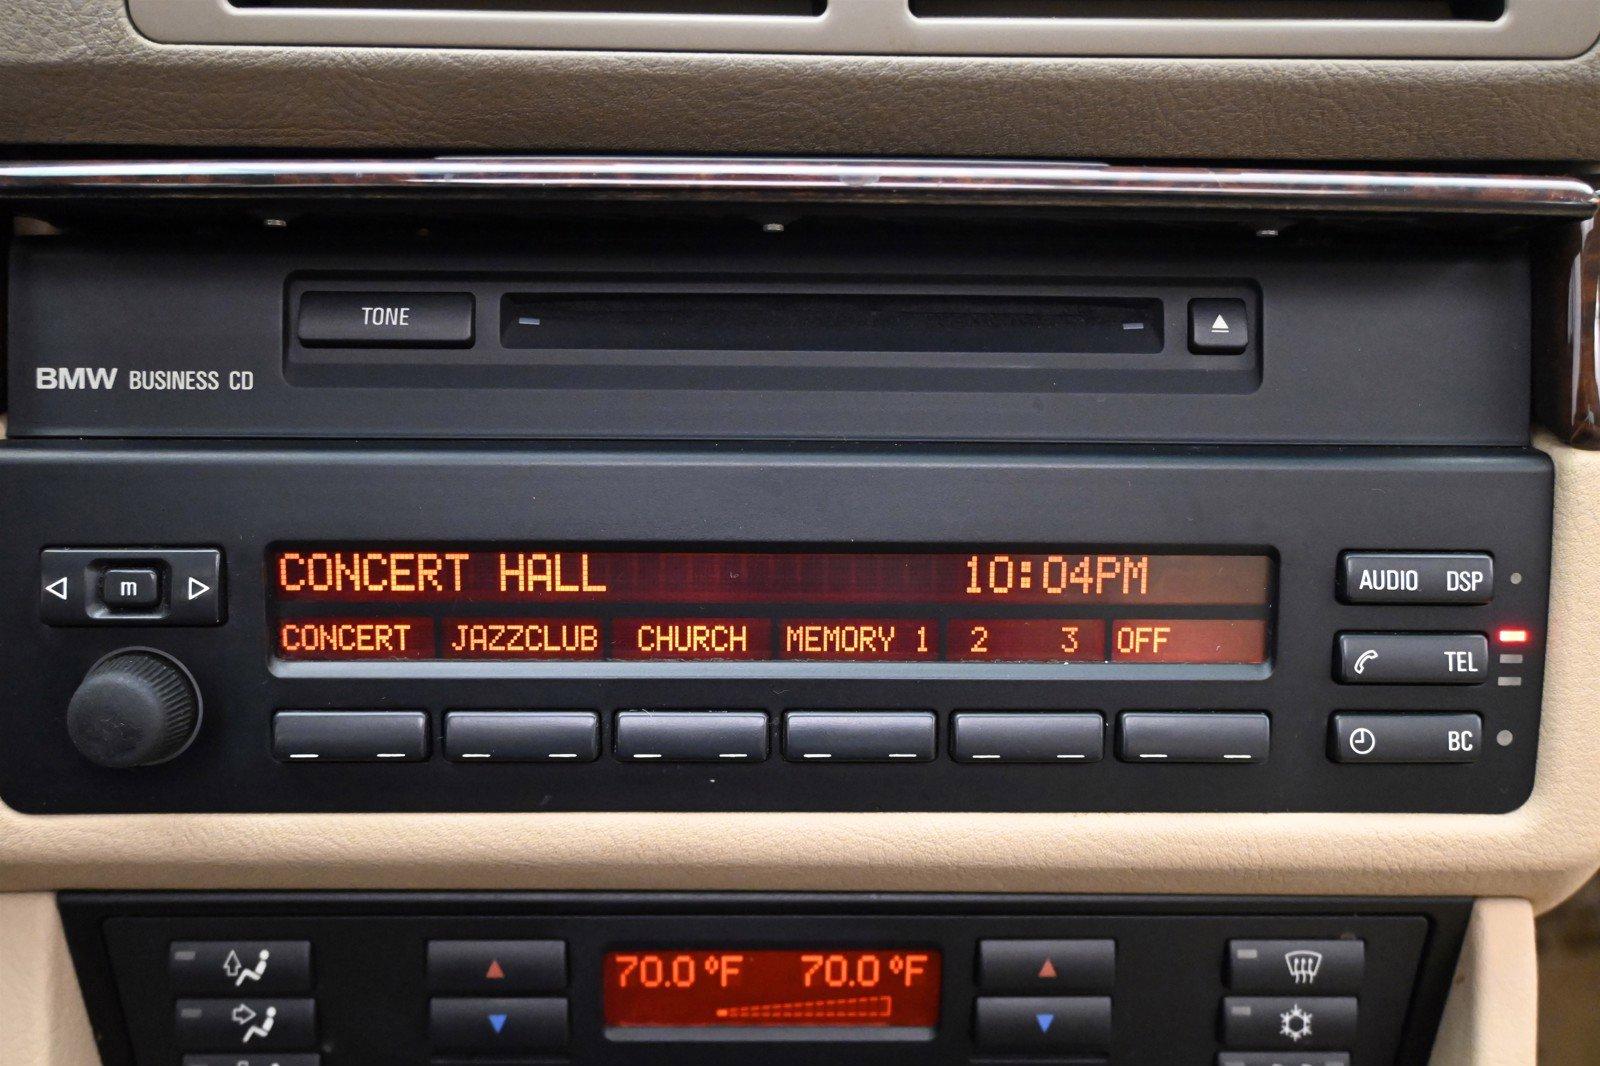 TONE
BMW BUSINESS CD
m
CONCERT HALL 10:04PM
CONCERT JAZZCLUB CHURCH MEMORY 1 2 3 OFF
AUDIO DSP
TEL
BC
70.0°F 70.0°F